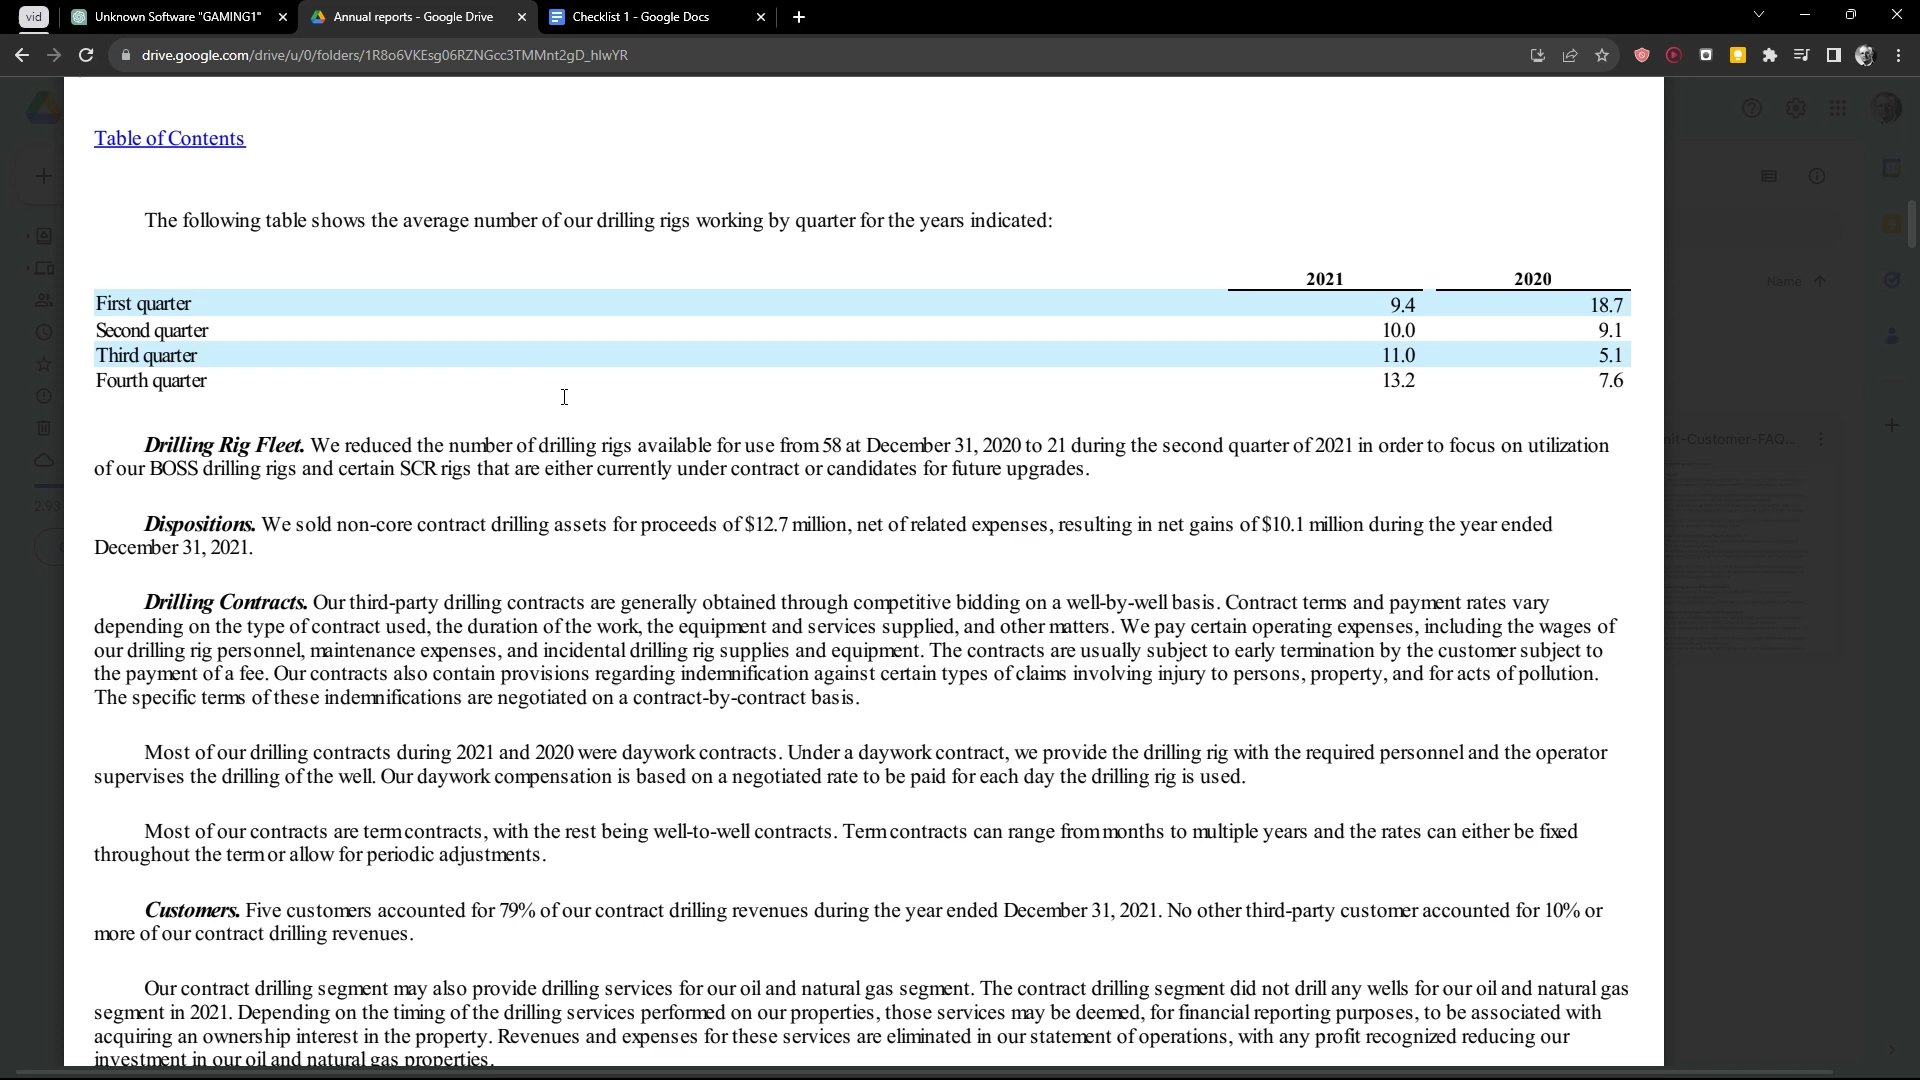 vid
Unknown Software "GAMING1"
Annual reports - Google Drive
Checklist 1 - Google Docs
drive.google.com/drive/u/0/folders/1R8o6VKEsg06RZNGcc3TMMnt2gD_hlwYR
Table of Contents
The following table shows the average number of our drilling rigs working by quarter for the years indicated:
2021 2020
First quarter 9.4 18.7
Second quarter 10.0 9.1
Third quarter 11.0 5.1
Fourth quarter 13.2 7.6
Drilling Rig Fleet. We reduced the number of drilling rigs available for use from 58 at December 31, 2020 to 21 during the second quarter of 2021 in order to focus on utilization
of our BOSS drilling rigs and certain SCR rigs that are either currently under contract or candidates for future upgrades.
Dispositions. We sold non-core contract drilling assets for proceeds of $12.7 million, net of related expenses, resulting in net gains of $10.1 million during the year ended
December 31, 2021.
Drilling Contracts. Our third-party drilling contracts are generally obtained through competitive bidding on a well-by-well basis. Contract terms and payment rates vary
depending on the type of contract used, the duration of the work, the equipment and services supplied, and other matters. We pay certain operating expenses, including the wages of
our drilling rig personnel, maintenance expenses, and incidental drilling rig supplies and equipment. The contracts are usually subject to early termination by the customer subject to
the payment of a fee. Our contracts also contain provisions regarding indemnification against certain types of claims involving injury to persons, property, and for acts of pollution.
The specific terms of these indemnifications are negotiated on a contract-by-contract basis.
Most of our drilling contracts during 2021 and 2020 were daywork contracts. Under a daywork contract, we provide the drilling rig with the required personnel and the operator
supervises the drilling of the well. Our daywork compensation is based on a negotiated rate to be paid for each day the drilling rig is used.
Most of our contracts are term contracts, with the rest being well-to-well contracts. Term contracts can range from months to multiple years and the rates can either be fixed
throughout the term or allow for periodic adjustments.
Customers. Five customers accounted for 79% of our contract drilling revenues during the year ended December 31, 2021. No other third-party customer accounted for 10% or
more of our contract drilling revenues.
Our contract drilling segment may also provide drilling services for our oil and natural gas segment. The contract drilling segment did not drill any wells for our oil and natural gas
segment in 2021. Depending on the timing of the drilling services performed on our properties, those services may be deemed, for financial reporting purposes, to be associated with
acquiring an ownership interest in the property. Revenues and expenses for these services are eliminated in our statement of operations, with any profit recognized reducing our
investment in our oil and natural gas properties.
Name
nit-Customer-FAQ...
2.93